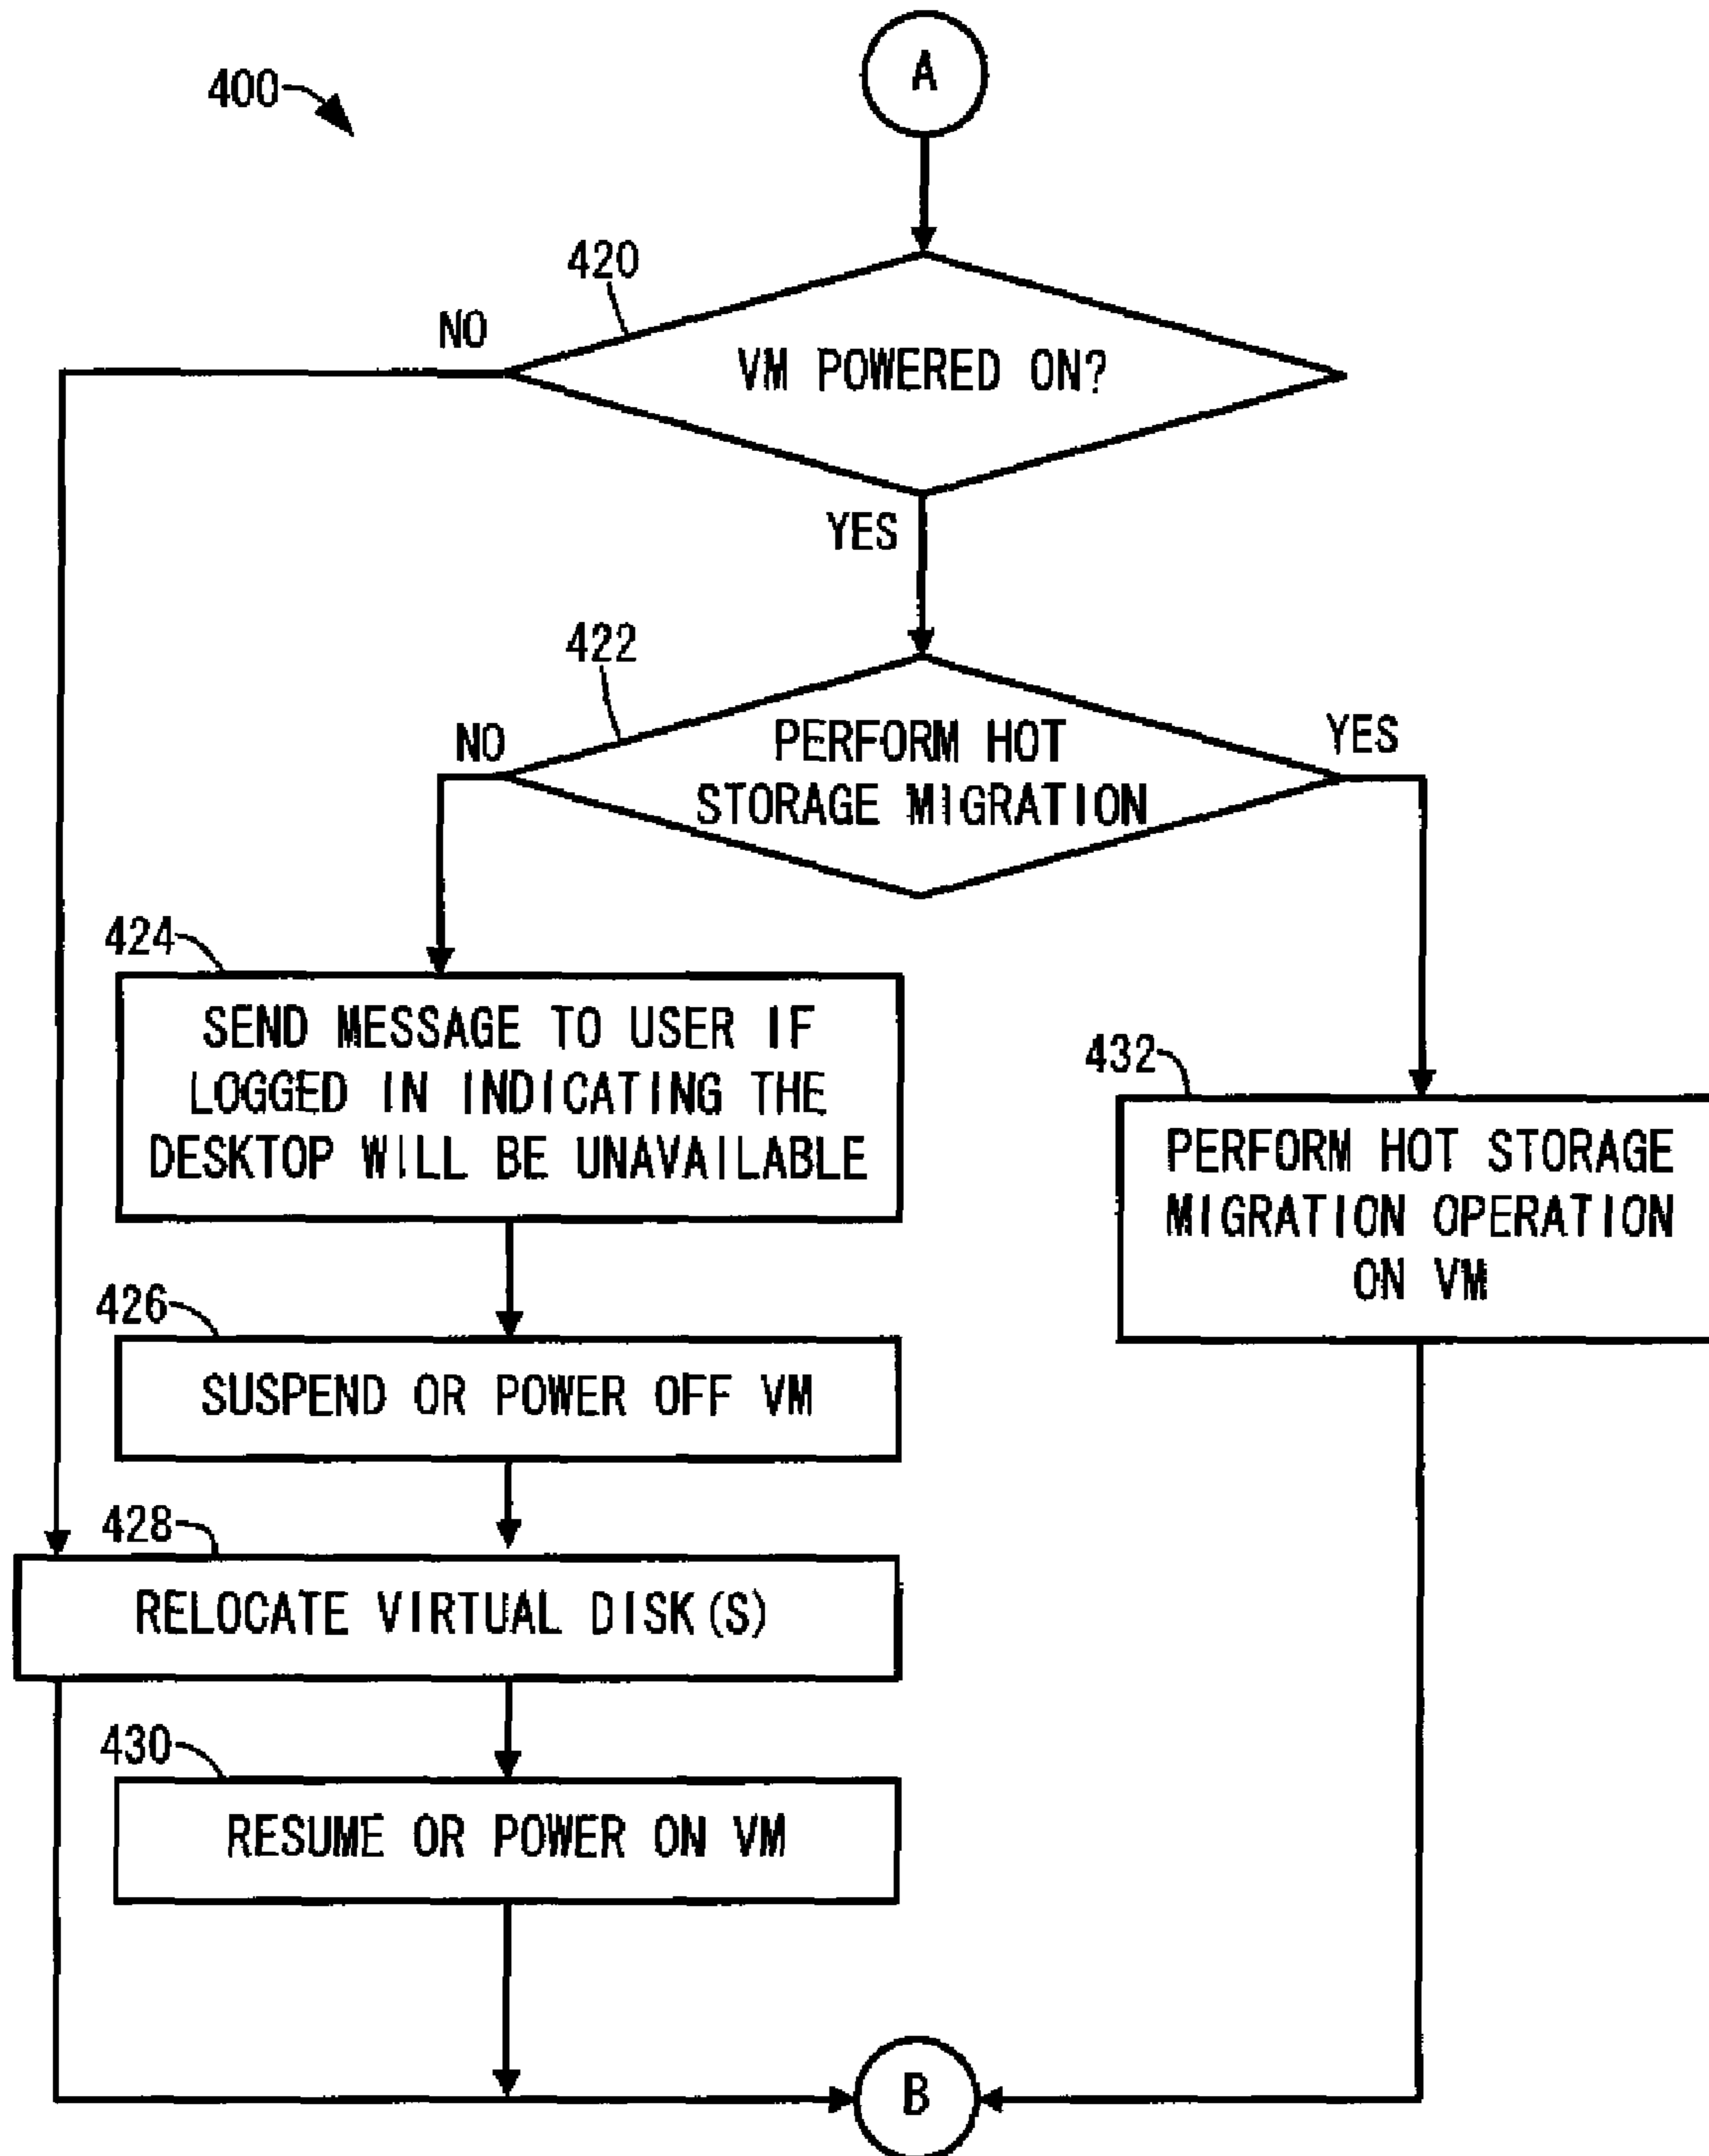 400
A
420
NO
VM POWERED ON?
YES
422
NO
PERFORM HOT
STORAGE MIGRATION
YES
424
SEND MESSAGE TO USER IF
LOGGED IN INDICATING THE
DESKTOP WILL BE UNAVAILABLE
432
PERFORM HOT STORAGE
MIGRATION OPERATION
ON VM
426
SUSPEND OR POWER OFF VM
428
RELOCATE VIRTUAL DISK(S)
430
RESUME OR POWER ON VM
B